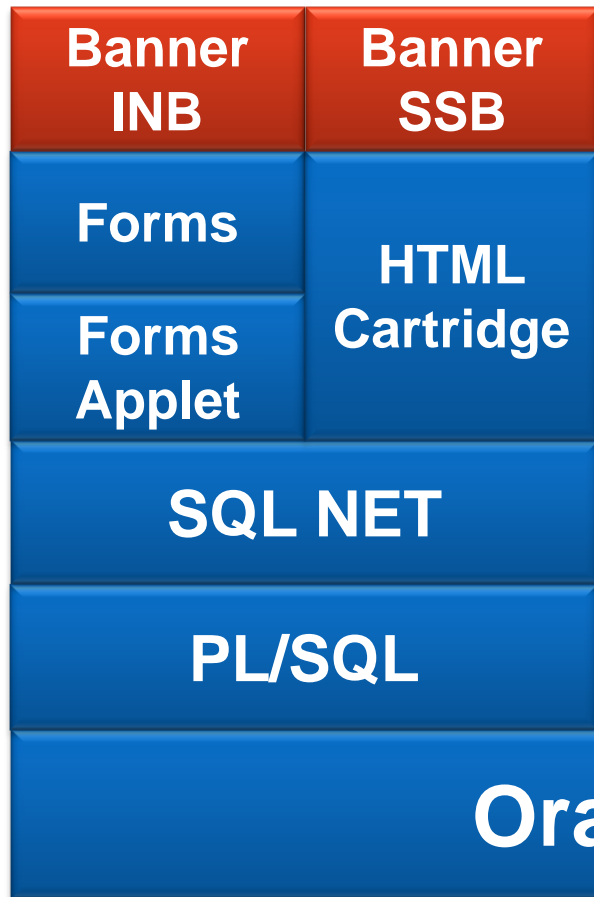 Banner
INB
Banner
SSB
Forms
HTML
Cartridge
Forms
Applet
SQL NET
PL/SQL
Ora